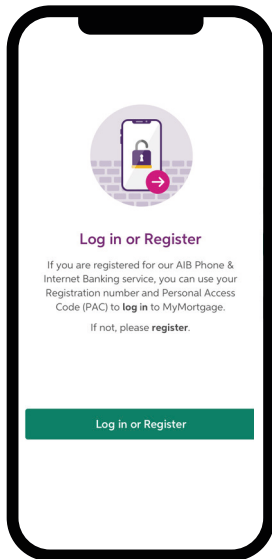 Log in or Register
If you are registered for our AIB Phone &
Internet Banking service, you can use your
Registration number and Personal Access
Code (PAC) to log in to MyMortgage.
If not, please register.
Log in or Register